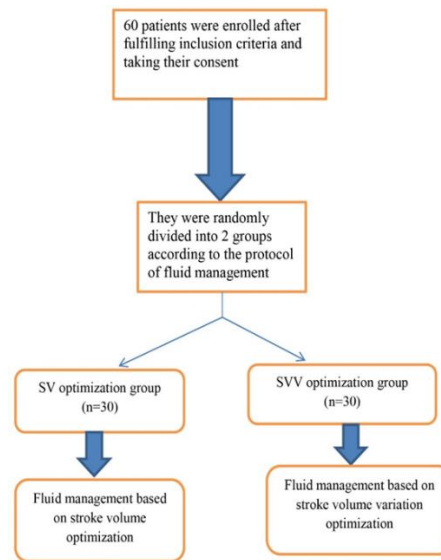 60 patients were enrolled after
fulfilling inclusion criteria and
taking their consent
They were randomly
divided into 2 groups
according to the protocol
of fluid management
SV optimization group
(n=30)
SVV optimization group
(n=30)
Fluid management based
on stroke volume
optimization
Fluid management based on
stroke volume variation
optimization